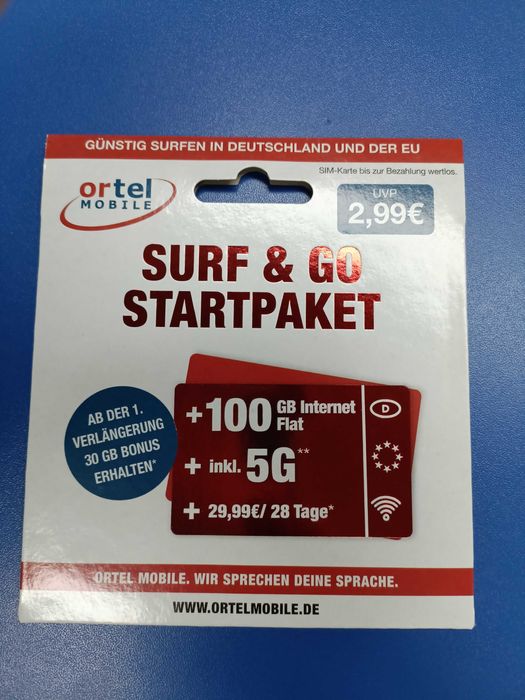 GÜNSTIG SURFEN IN DEUTSCHLAND UND DER EU
SIM-Karte bis zur Bezahlung wertlos.
ortel
MOBILE
UVP
2,99€
SURF & GO
STARTPAKET
AB DER 1.
VERLÄNGERUNG
30 GB BONUS
ERHALTEN*
+100 GB Internet Flat
D
+ inkl. 5G**
+ 29,99€/ 28 Tage*
ORTEL MOBILE. WIR SPRECHEN DEINE SPRACHE.
WWW.ORTELMOBILE.DE